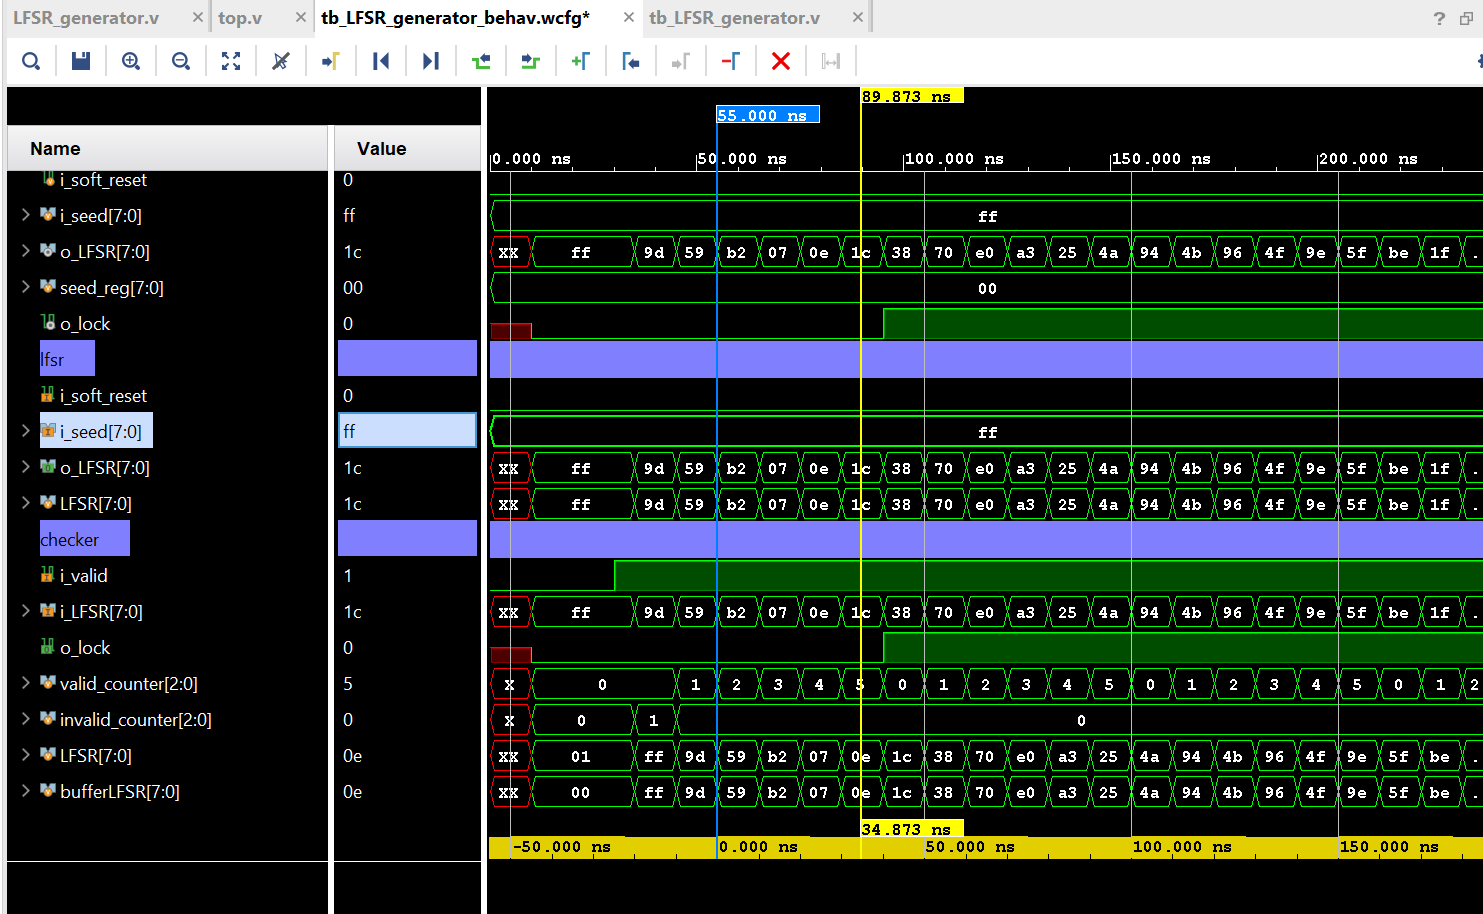 LFSR_generator.v × top.v × tb_LFSR_generator_behav.wcfg* × tb_LFSR_generator.v × ?
89.873 ns
55.000 ns
Name Value 0.000 ns 50.000 ns 100.000 ns 150.000 ns 200.000 ns
i_soft_reset 0
i_seed[7:0] ff ff
o_LFSR[7:0] 1c XX ff 9d 59 b2 07 0e 1c 38 70 e0 a3 25 4a 94 4b 96 4f 9e 5f be 1f .
seed_reg[7:0] 00 00
o_lock 0
lfsr
i_soft_reset 0
i_seed[7:0] ff ff
o_LFSR[7:0] 1c XX ff 9d 59 b2 07 0e 1c 38 70 e0 a3 25 4a 94 4b 96 4f 9e 5f be 1f .
LFSR[7:0] 1c XX ff 9d 59 b2 07 0e 1c 38 70 e0 a3 25 4a 94 4b 96 4f 9e 5f be 1f .
checker
i_valid 1
i_LFSR[7:0] 1c XX ff 9d 59 b2 07 0e 1c 38 70 e0 a3 25 4a 94 4b 96 4f 9e 5f be 1f .
o_lock 0
valid_counter[2:0] 5 X 0 1 2 3 4 5 0 1 2 3 4 5 0 1 2 3 4 5 0 1 2
invalid_counter[2:0] 0 X 0 1 0
LFSR[7:0] 0e XX 01 ff 9d 59 b2 07 0e 1c 38 70 e0 a3 25 4a 94 4b 96 4f 9e 5f be .
bufferLFSR[7:0] 0e XX 00 ff 9d 59 b2 07 0e 1c 38 70 e0 a3 25 4a 94 4b 96 4f 9e 5f be .
34.873 ns
-50.000 ns 0.000 ns 50.000 ns 100.000 ns 150.000 ns